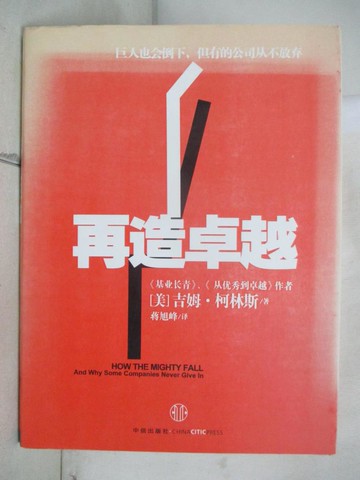 巨人也会倒下，但有的公司从不放弃
再造卓越
《基业长青》、《从优秀到卓越》作者
[美]吉姆·柯林斯/著
蒋旭峰/译
HOW THE MIGHTY FALL
And Why Some Companies Never Give In
中信出版社·CHINACITICPRESS